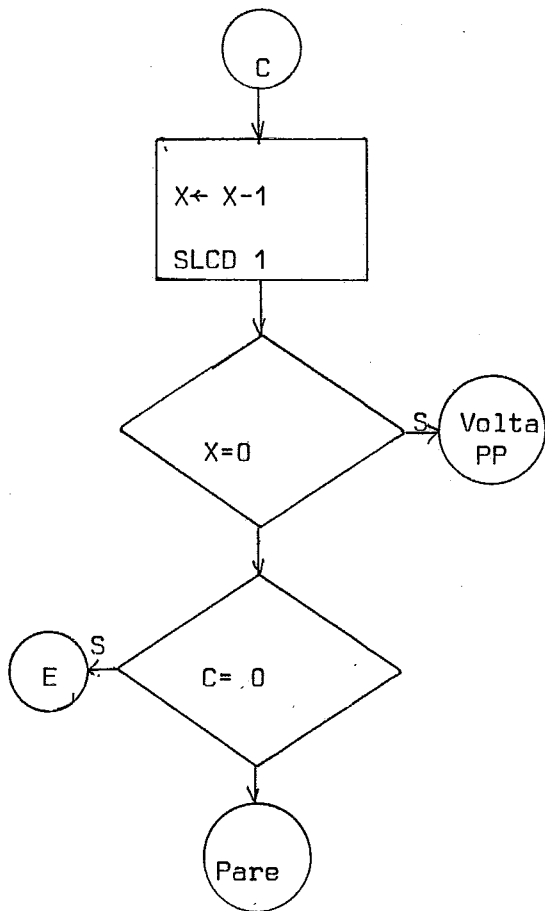 C
X← X-1
SLCD 1
X=0
S
Volta
PP
C= 0
S
E
Pare